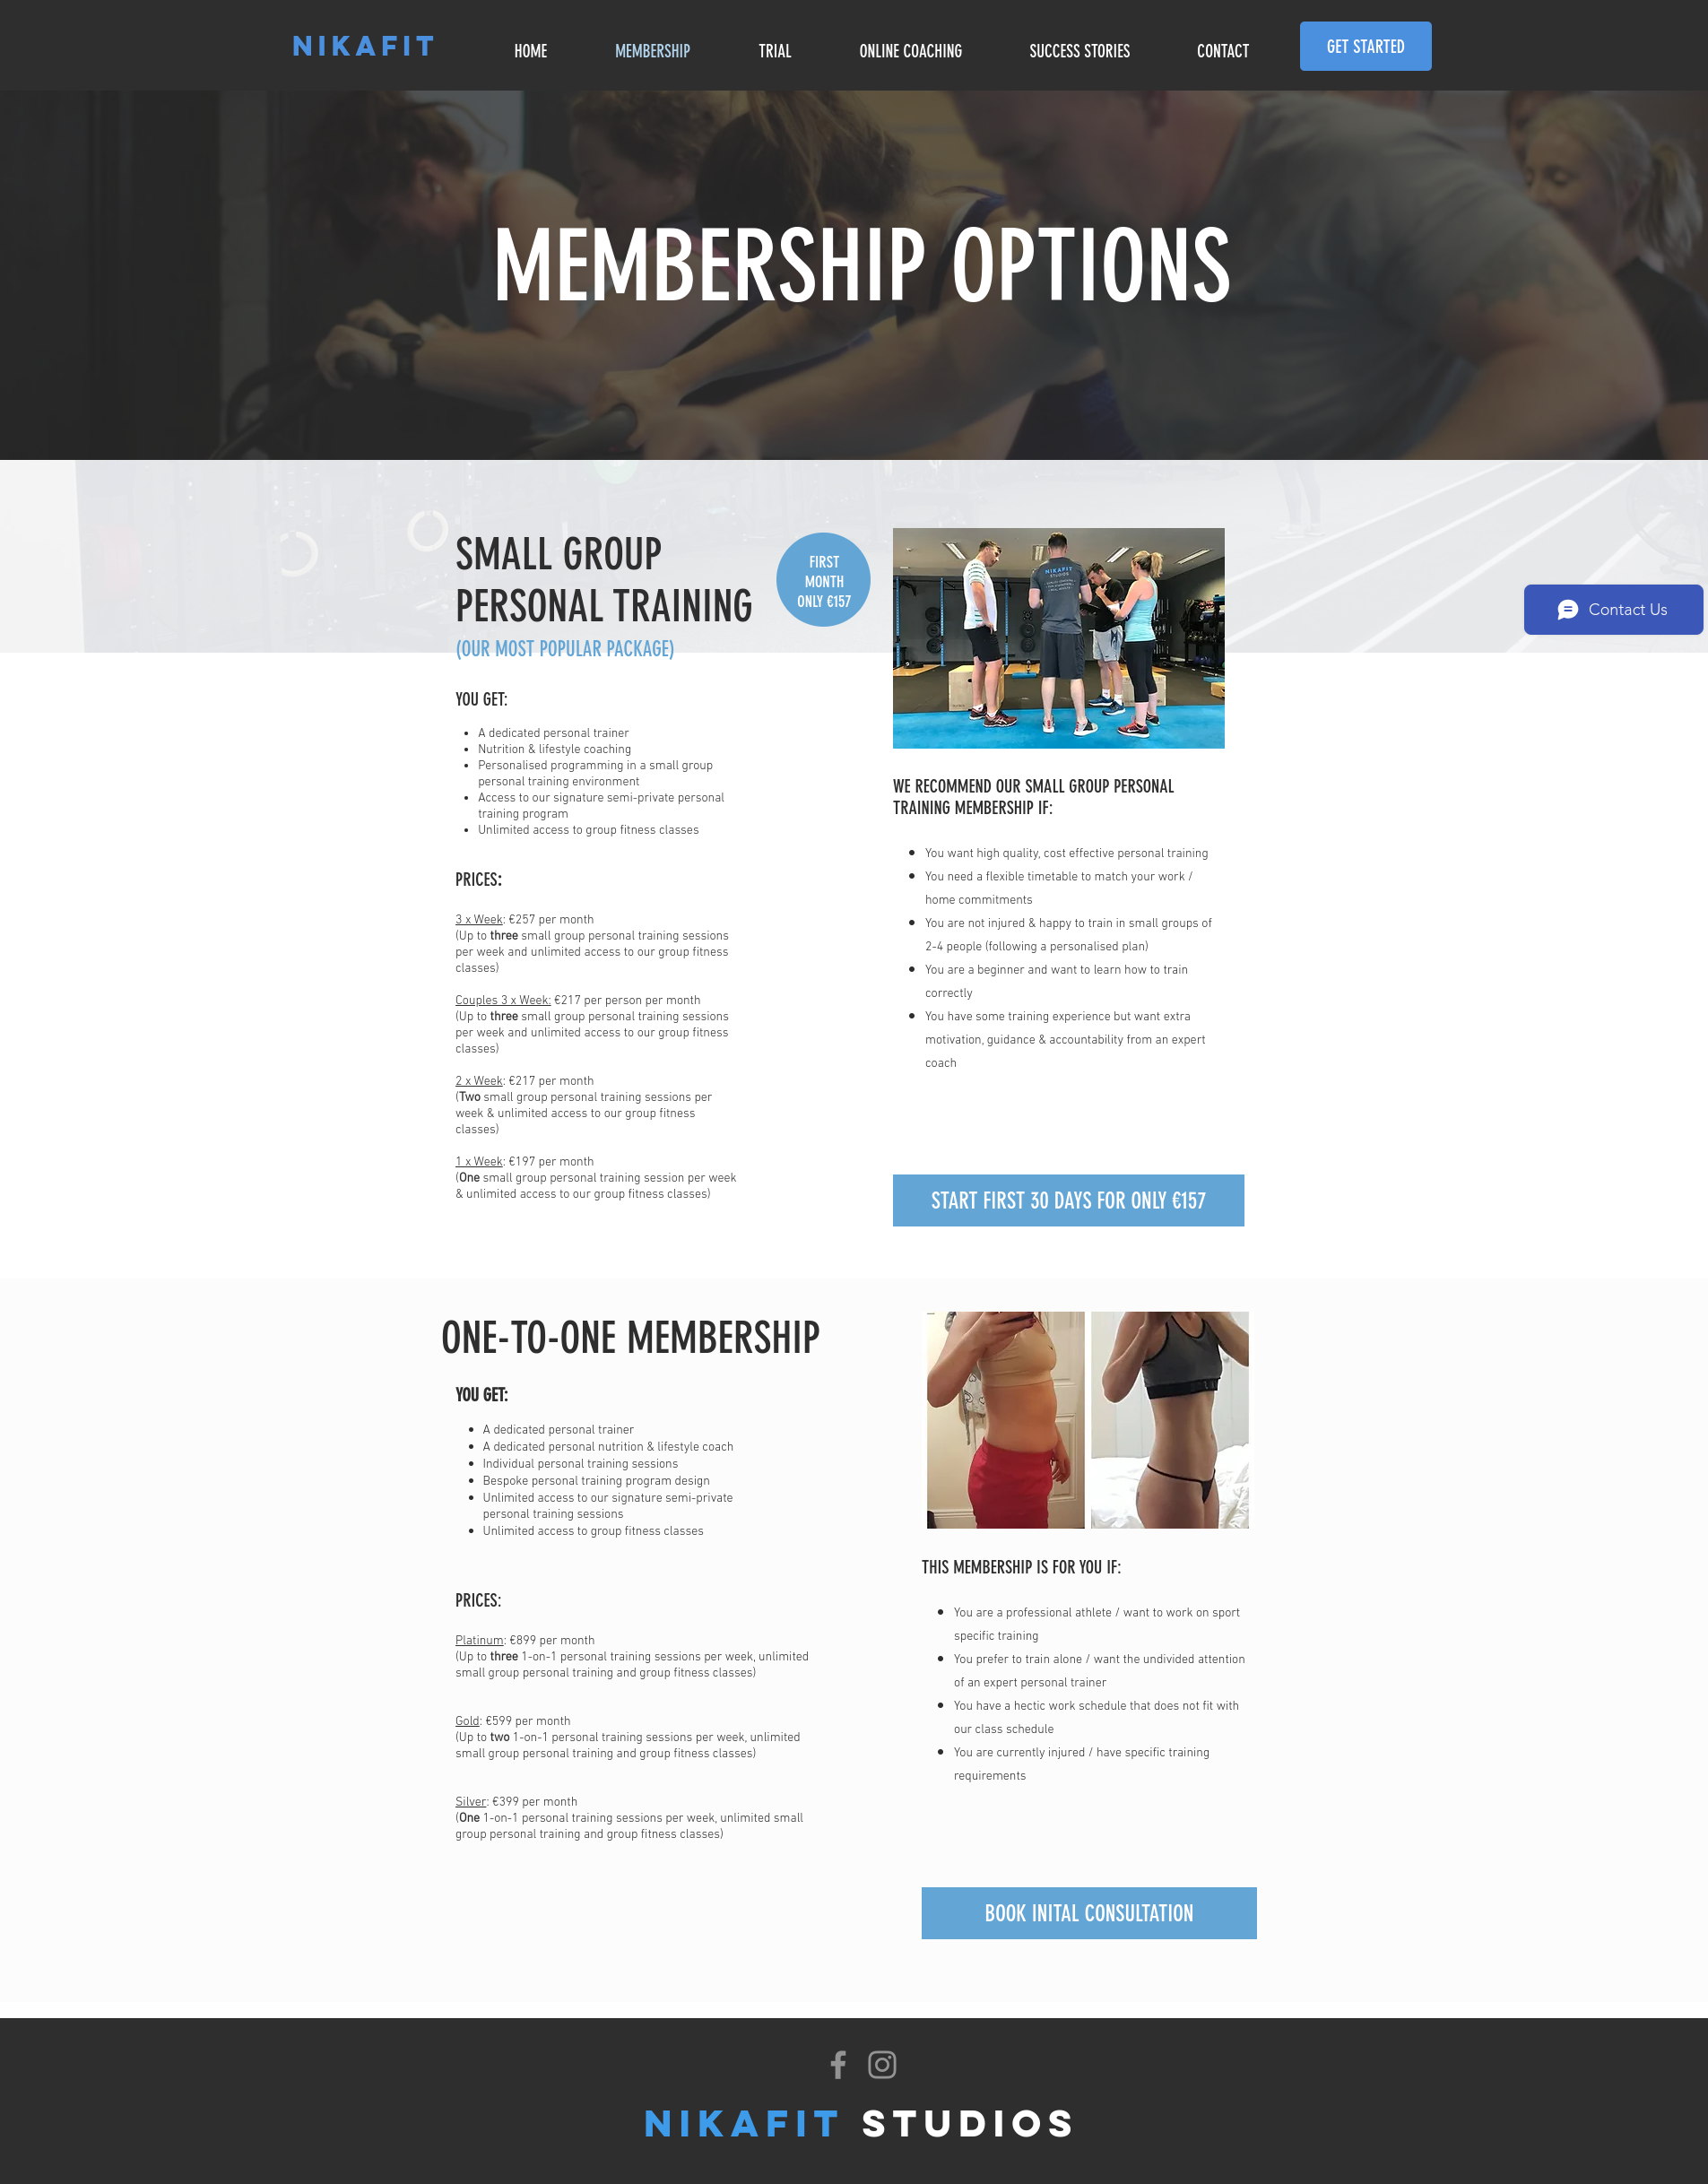 NIKAFIT
HOME
MEMBERSHIP
TRIAL
ONLINE COACHING
SUCCESS STORIES
CONTACT
GET STARTED
MEMBERSHIP OPTIONS
SMALL GROUP
PERSONAL TRAINING
(OUR MOST POPULAR PACKAGE)
FIRST
MONTH
ONLY €157
NIKAFIT
STUDIOS
Contact Us
YOU GET:
A dedicated personal trainer
Nutrition & lifestyle coaching
Personalised programming in a small group
personal training environment
Access to our signature semi-private personal
training program
Unlimited access to group fitness classes
PRICES:
3 x Week: €257 per month
(Up to three small group personal training sessions
per week and unlimited access to our group fitness
classes)
Couples 3 x Week: €217 per person per month
(Up to three small group personal training sessions
per week and unlimited access to our group fitness
classes)
2 x Week: €217 per month
(Two small group personal training sessions per
week & unlimited access to our group fitness
classes)
1 x Week: €197 per month
(One small group personal training session per week
& unlimited access to our group fitness classes)
WE RECOMMEND OUR SMALL GROUP PERSONAL
TRAINING MEMBERSHIP IF:
You want high quality, cost effective personal training
You need a flexible timetable to match your work /
home commitments
You are not injured & happy to train in small groups of
2-4 people (following a personalised plan)
You are a beginner and want to learn how to train
correctly
You have some training experience but want extra
motivation, guidance & accountability from an expert
coach
START FIRST 30 DAYS FOR ONLY €157
ONE-TO-ONE MEMBERSHIP
YOU GET:
A dedicated personal trainer
A dedicated personal nutrition & lifestyle coach
Individual personal training sessions
Bespoke personal training program design
Unlimited access to our signature semi-private
personal training sessions
Unlimited access to group fitness classes
PRICES:
Platinum: €899 per month
(Up to three 1-on-1 personal training sessions per week, unlimited
small group personal training and group fitness classes)
Gold: €599 per month
(Up to two 1-on-1 personal training sessions per week, unlimited
small group personal training and group fitness classes)
Silver: €399 per month
(One 1-on-1 personal training sessions per week, unlimited small
group personal training and group fitness classes)
THIS MEMBERSHIP IS FOR YOU IF:
You are a professional athlete / want to work on sport
specific training
You prefer to train alone / want the undivided attention
of an expert personal trainer
You have a hectic work schedule that does not fit with
our class schedule
You are currently injured / have specific training
requirements
BOOK INITAL CONSULTATION
NIKAFIT STUDIOS